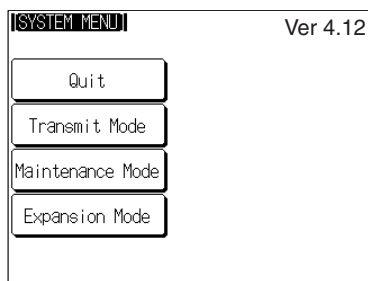 [SYSTEM MENU]
Ver 4.12
Quit
Transmit Mode
Maintenance Mode
Expansion Mode